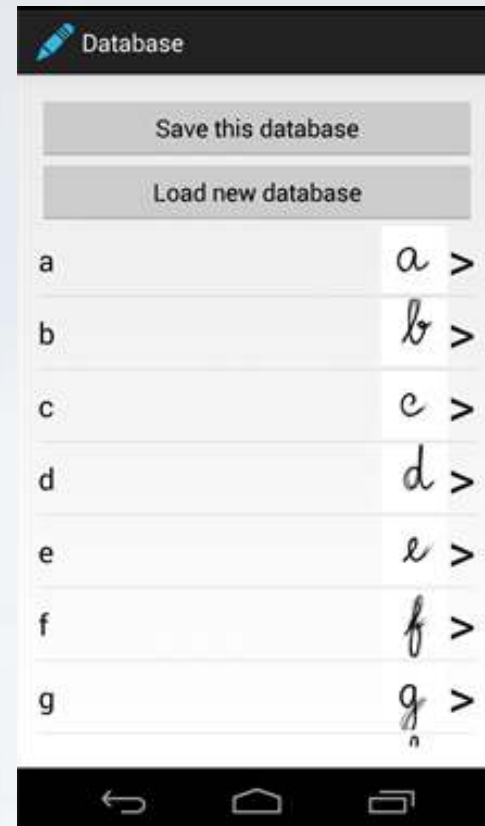 Database
Save this database
Load new database
a a >
b b >
c c >
d d >
e e >
f f >
g g >